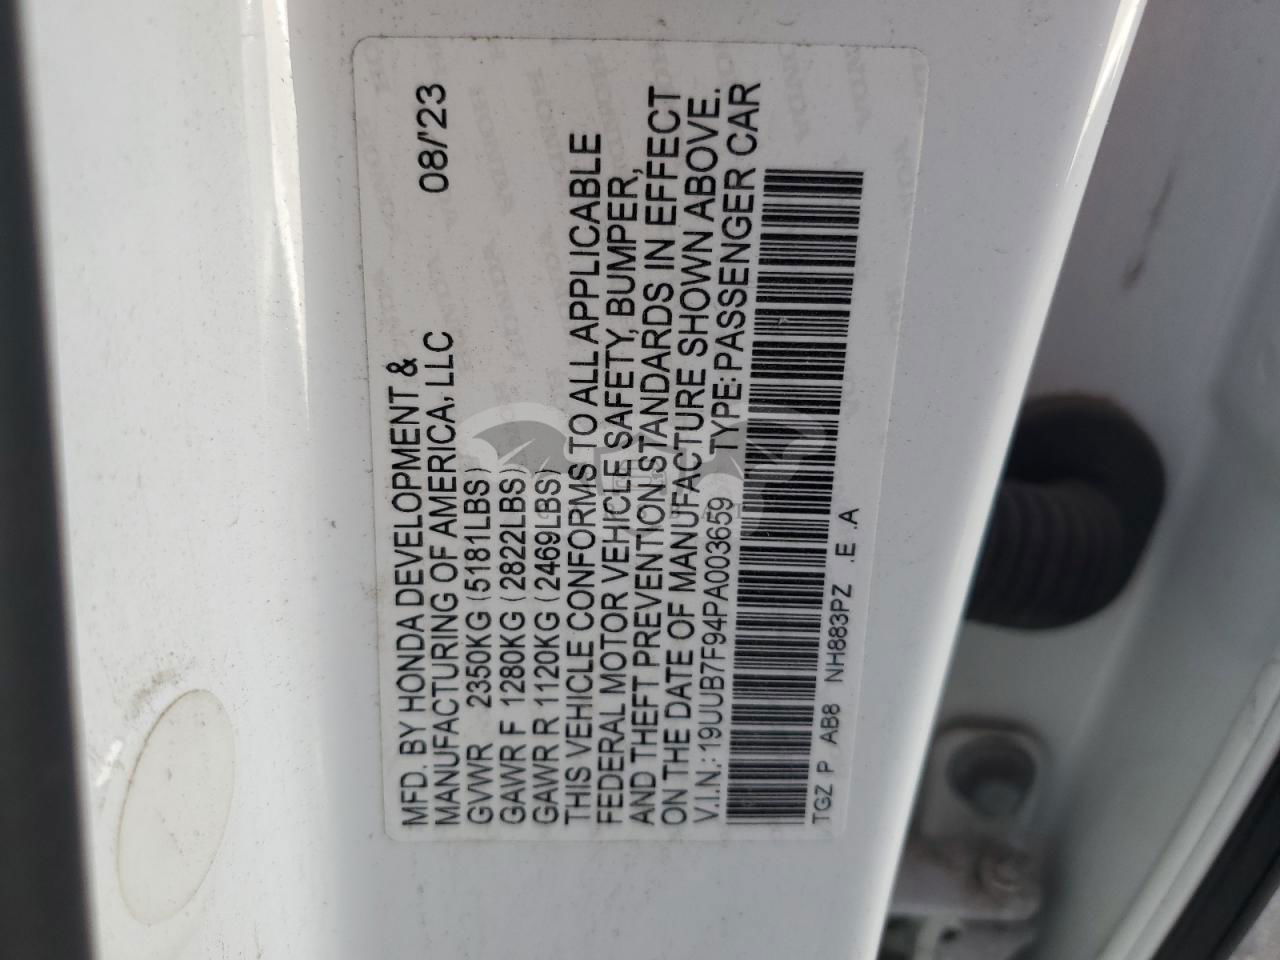 MFD. BY HONDA DEVELOPMENT &
MANUFACTURING OF AMERICA, LLC 08/'23
GVWR 2350KG (5181LBS)
GAWR F 1280KG (2822LBS)
GAWR R 1120KG (2469LBS)
THIS VEHICLE CONFORMS TO ALL APPLICABLE
FEDERAL MOTOR VEHICLE SAFETY, BUMPER,
AND THEFT PREVENTION STANDARDS IN EFFECT
ON THE DATE OF MANUFACTURE SHOWN ABOVE.
V.I.N.: 19UUB7F94PA003659 TYPE: PASSENGER CAR
TGZ P AB8 NH883PZ .E .A